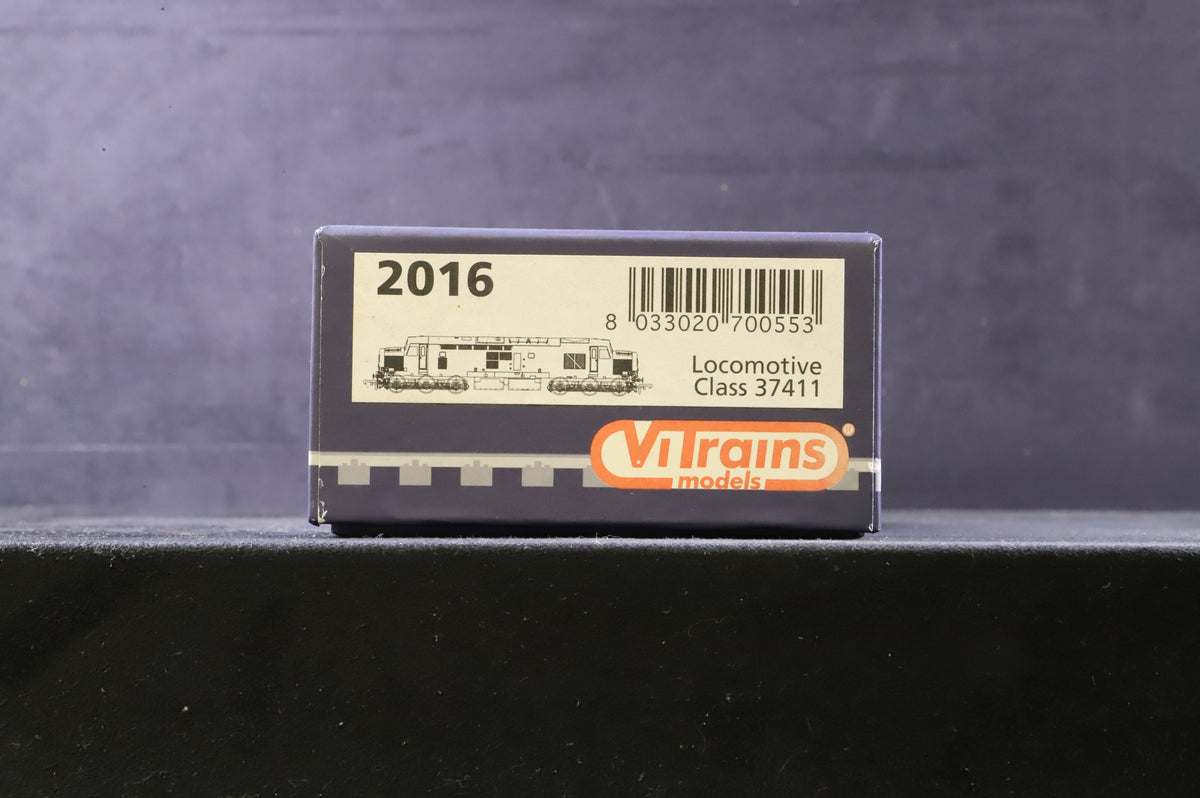 2016
8 033020 700553
Locomotive
Class 37411
ViTrains
models